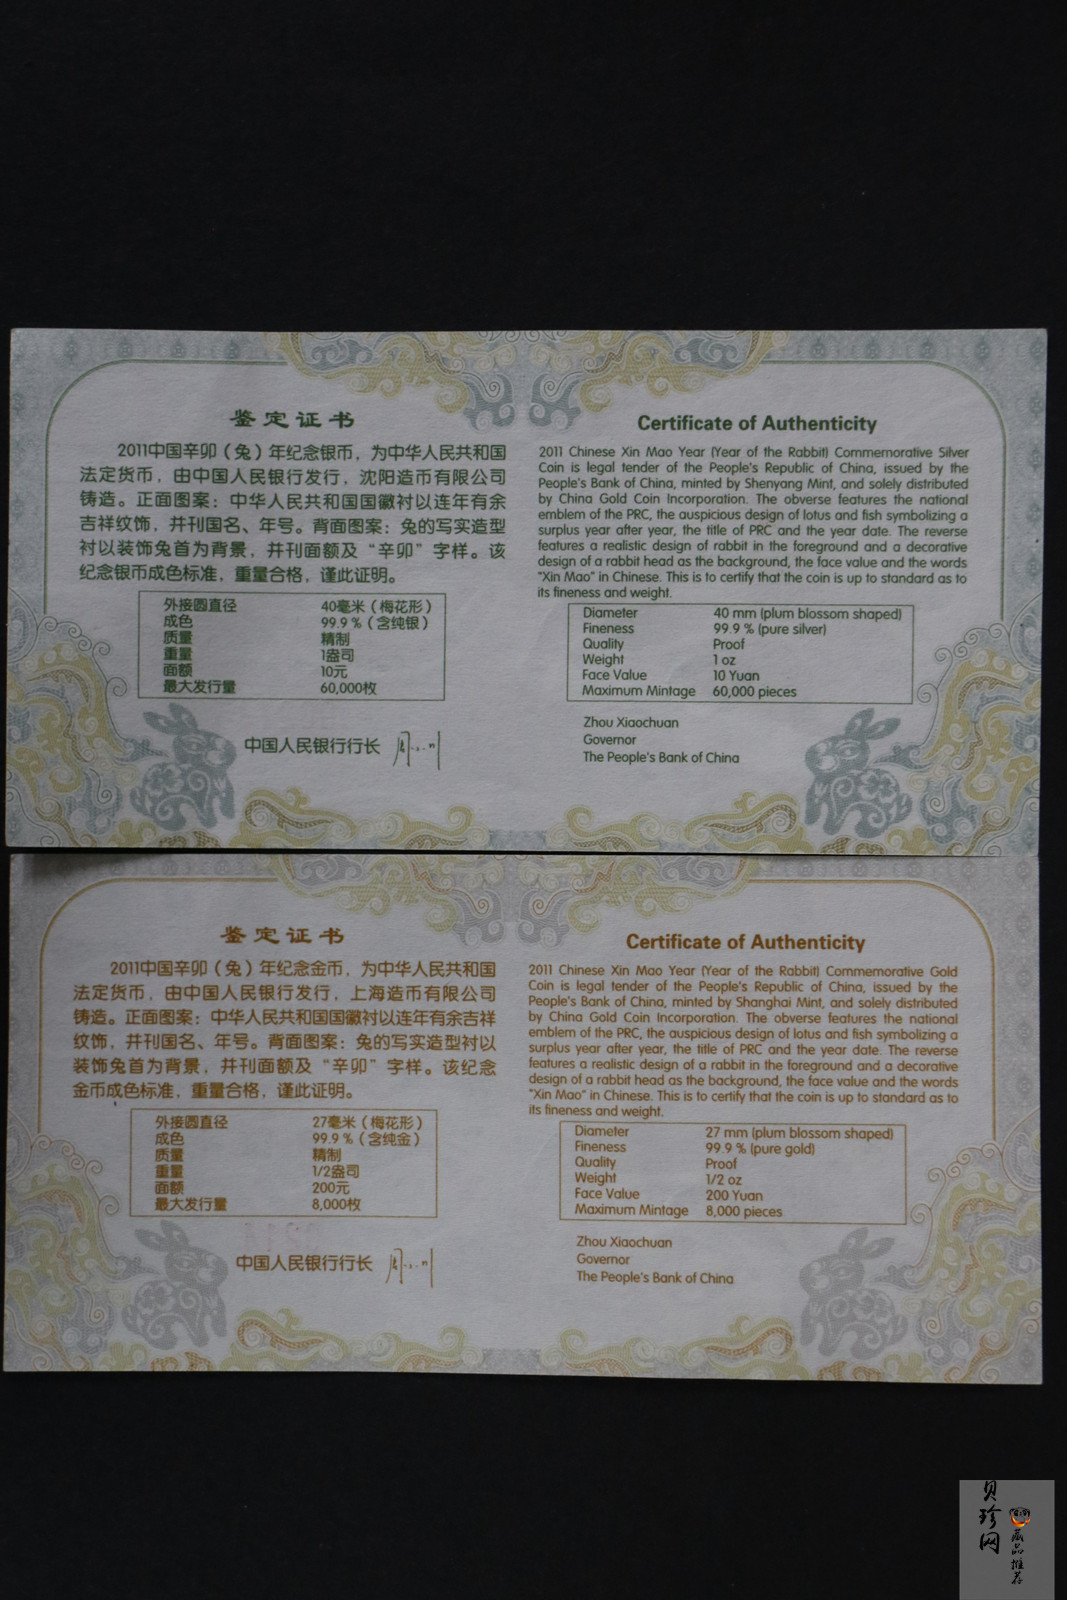 鉴定证书
2011中国辛卯（兔）年纪念银币，为中华人民共和国
法定货币，由中国人民银行发行，沈阳造币有限公司
铸造。正面图案：中华人民共和国国徽衬以连年有余
吉祥纹饰，并刊国名、年号。背面图案：兔的写实造型
衬以装饰兔首为背景，并刊面额及“辛卯”字样。该
纪念银币成色标准，重量合格，谨此证明。
外接圆直径 40毫米（梅花形）
成色 99.9％（含纯银）
质量 精制
重量 1盎司
面额 10元
最大发行量 60,000枚
中国人民银行行长
Certificate of Authenticity
2011 Chinese Xin Mao Year (Year of the Rabbit) Commemorative Silver
Coin is legal tender of the People's Republic of China, issued by the
People's Bank of China, minted by Shenyang Mint, and solely distributed
by China Gold Coin Incorporation. The obverse features the national
emblem of the PRC, the auspicious design of lotus and fish symbolizing a
surplus year after year, the title of PRC and the year date. The reverse
features a realistic design of rabbit in the foreground and a decorative
design of a rabbit head as the background, the face value and the words
"Xin Mao" in Chinese. This is to certify that the coin is up to standard as to
its fineness and weight.
Diameter 40 mm (plum blossom shaped)
Fineness 99.9 % (pure silver)
Quality Proof
Weight 1 oz
Face Value 10 Yuan
Maximum Mintage 60,000 pieces
Zhou Xiaochuan
Governor
The People's Bank of China
鉴定证书
2011中国辛卯（兔）年纪念金币，为中华人民共和国
法定货币，由中国人民银行发行，上海造币有限公司
铸造。正面图案：中华人民共和国国徽衬以连年有余吉祥
纹饰，并刊国名、年号。背面图案：兔的写实造型衬以
装饰兔首为背景，并刊面额及“辛卯”字样。该纪念
金币成色标准，重量合格，谨此证明。
外接圆直径 27毫米（梅花形）
成色 99.9％（含纯金）
质量 精制
重量 1/2盎司
面额 200元
最大发行量 8,000枚
中国人民银行行长
Certificate of Authenticity
2011 Chinese Xin Mao Year (Year of the Rabbit) Commemorative Gold
Coin is legal tender of the People's Republic of China, issued by the
People's Bank of China, minted by Shanghai Mint, and solely distributed
by China Gold Coin Incorporation. The obverse features the national
emblem of the PRC, the auspicious design of lotus and fish symbolizing a
surplus year after year, the title of PRC and the year date. The reverse
features a realistic design of a rabbit in the foreground and a decorative
design of a rabbit head as the background, the face value and the words
"Xin Mao" in Chinese. This is to certify that the coin is up to standard as to
its fineness and weight.
Diameter 27 mm (plum blossom shaped)
Fineness 99.9 % (pure gold)
Quality Proof
Weight 1/2 oz
Face Value 200 Yuan
Maximum Mintage 8,000 pieces
Zhou Xiaochuan
Governor
The People's Bank of China
贝珍网
藏品推荐